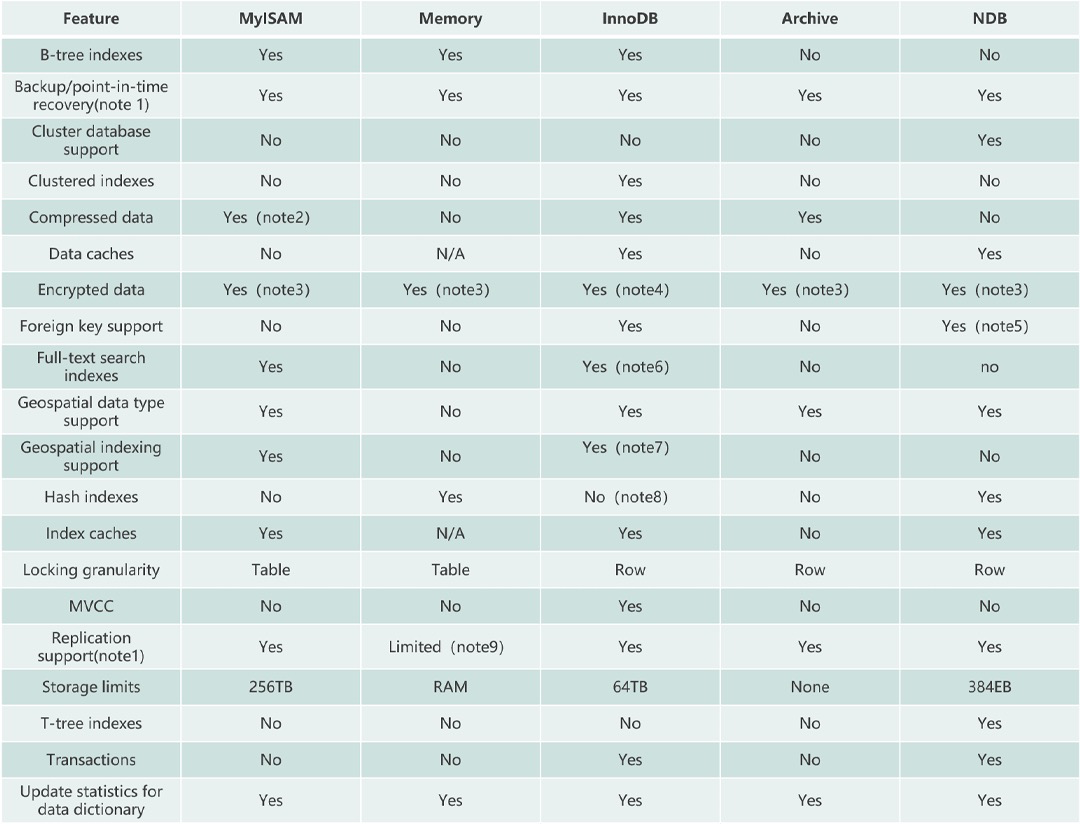 Feature MyISAM Memory InnoDB Archive NDB
B-tree indexes Yes Yes Yes No No
Backup/point-in-time
recovery(note 1) Yes Yes Yes Yes Yes
Cluster database
support No No No No Yes
Clustered indexes No No Yes No No
Compressed data Yes (note2) No Yes Yes No
Data caches No N/A Yes No Yes
Encrypted data Yes (note3) Yes (note3) Yes (note4) Yes (note3) Yes (note3)
Foreign key support No No Yes No Yes (note5)
Full-text search
indexes Yes No Yes (note6) No no
Geospatial data type
support Yes No Yes Yes Yes
Geospatial indexing
support Yes No Yes (note7) No No
Hash indexes No Yes No (note8) No Yes
Index caches Yes N/A Yes No Yes
Locking granularity Table Table Row Row Row
MVCC No No Yes No No
Replication
support(note1) Yes Limited (note9) Yes Yes Yes
Storage limits 256TB RAM 64TB None 384EB
T-tree indexes No No No No Yes
Transactions No No Yes No Yes
Update statistics for
data dictionary Yes Yes Yes Yes Yes